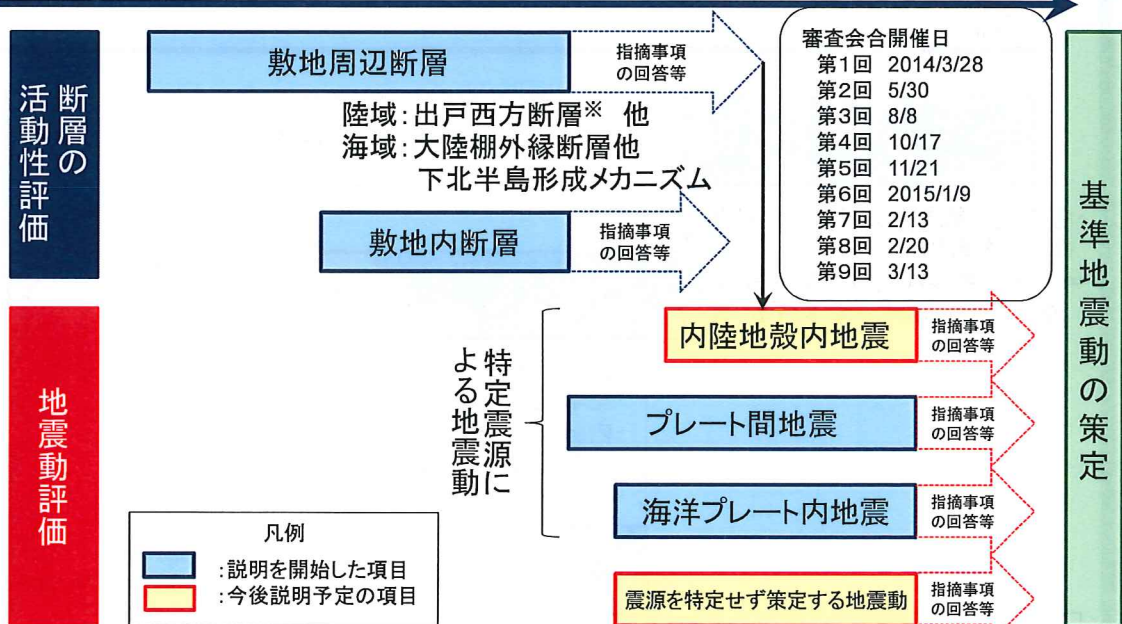 断層の
活動性評価
敷地周辺断層
指摘事項
の回答等
陸域:出戸西方断層※ 他
海域:大陸棚外縁断層他
下北半島形成メカニズム
敷地内断層
指摘事項
の回答等
審査会合開催日
第1回 2014/3/28
第2回 5/30
第3回 8/8
第4回 10/17
第5回 11/21
第6回 2015/1/9
第7回 2/13
第8回 2/20
第9回 3/13
地震動評価
特定震源に
よる地震動
内陸地殻内地震
指摘事項
の回答等
プレート間地震
指摘事項
の回答等
海洋プレート内地震
指摘事項
の回答等
震源を特定せず策定する地震動
指摘事項
の回答等
基準地震動の策定
凡例
:説明を開始した項目
:今後説明予定の項目